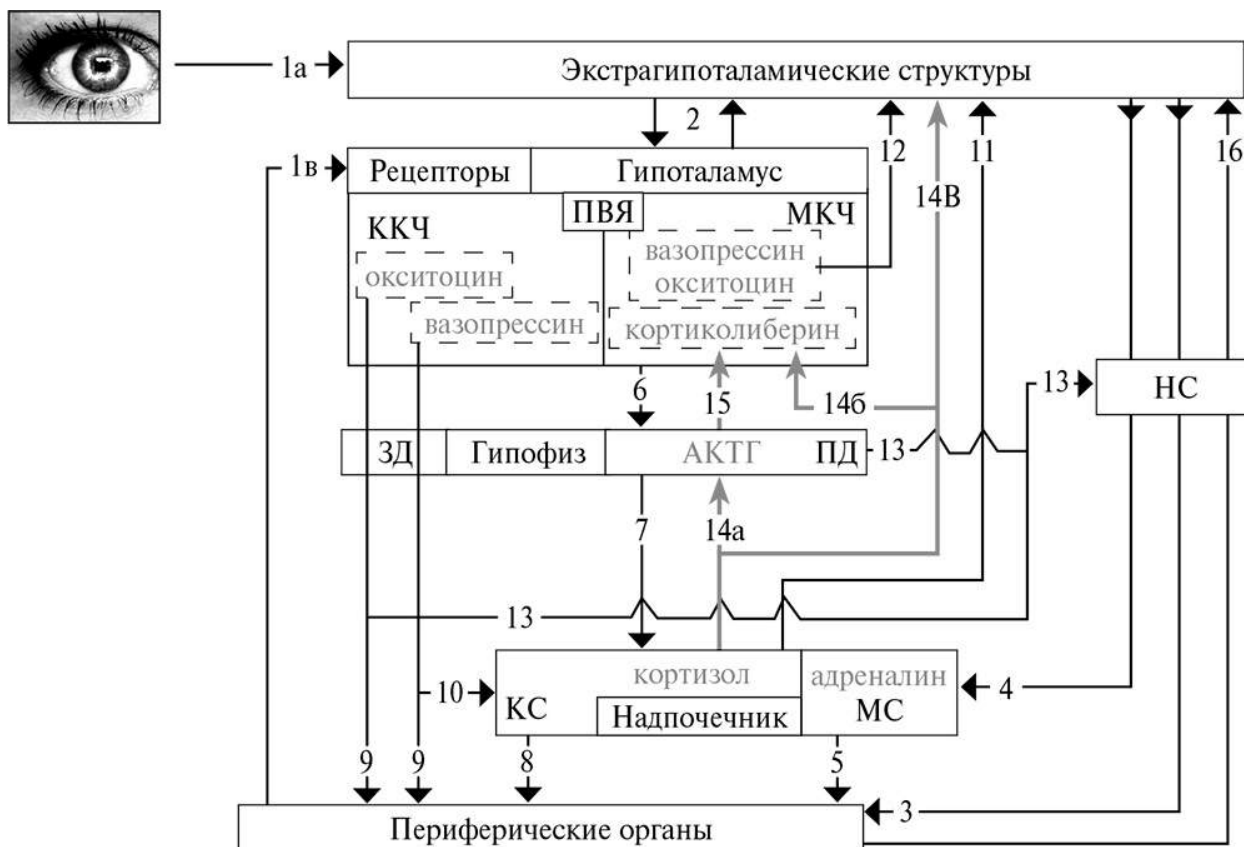 1а
Экстрагипоталамические структуры
2
12
11
16
1в
Рецепторы
Гипоталамус
14В
ПВЯ
ККЧ
МКЧ
вазопрессин
окситоцин
окситоцин
вазопрессин
кортиколиберин
6
15
14б
13
НС
ЗД
Гипофиз
АКТГ
ПД
13
7
14а
13
кортизол
адреналин
10
4
КС
Надпочечник
МС
9
9
8
5
3
Периферические органы